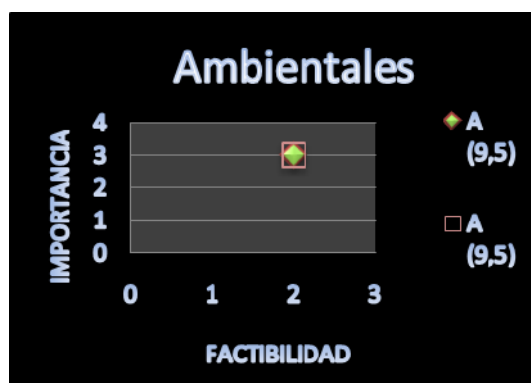 Ambientales
IMPORTANCIA
4
3
2
1
0
0 1 2 3
FACTIBILIDAD
A
(9,5)
A
(9,5)